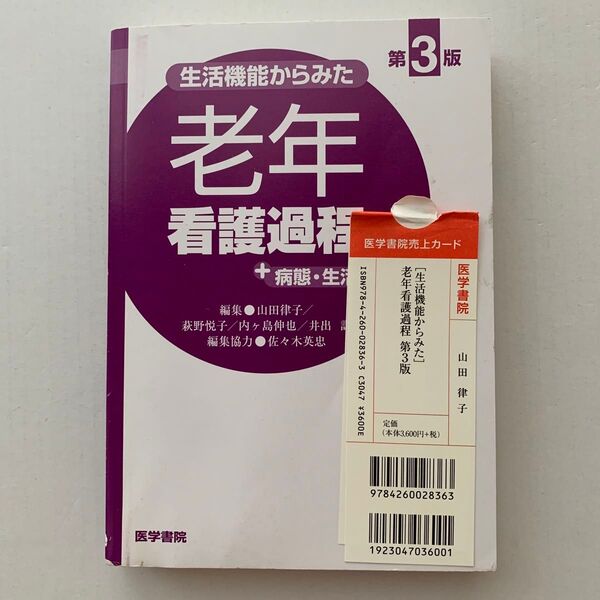 生活機能からみた
第3版
老年
看護過程
+病態・生活
編集●山田律子／
萩野悦子／内ヶ島伸也／井出
編集協力●佐々木英忠
医学書院
医学書院売上カード
医学書院
山田 律子
［生活機能からみた］
老年看護過程 第3版
ISBN978-4-260-02836-3 C3047 ¥3600E
定価
（本体3,600円+税）
9784260028363
1923047036001